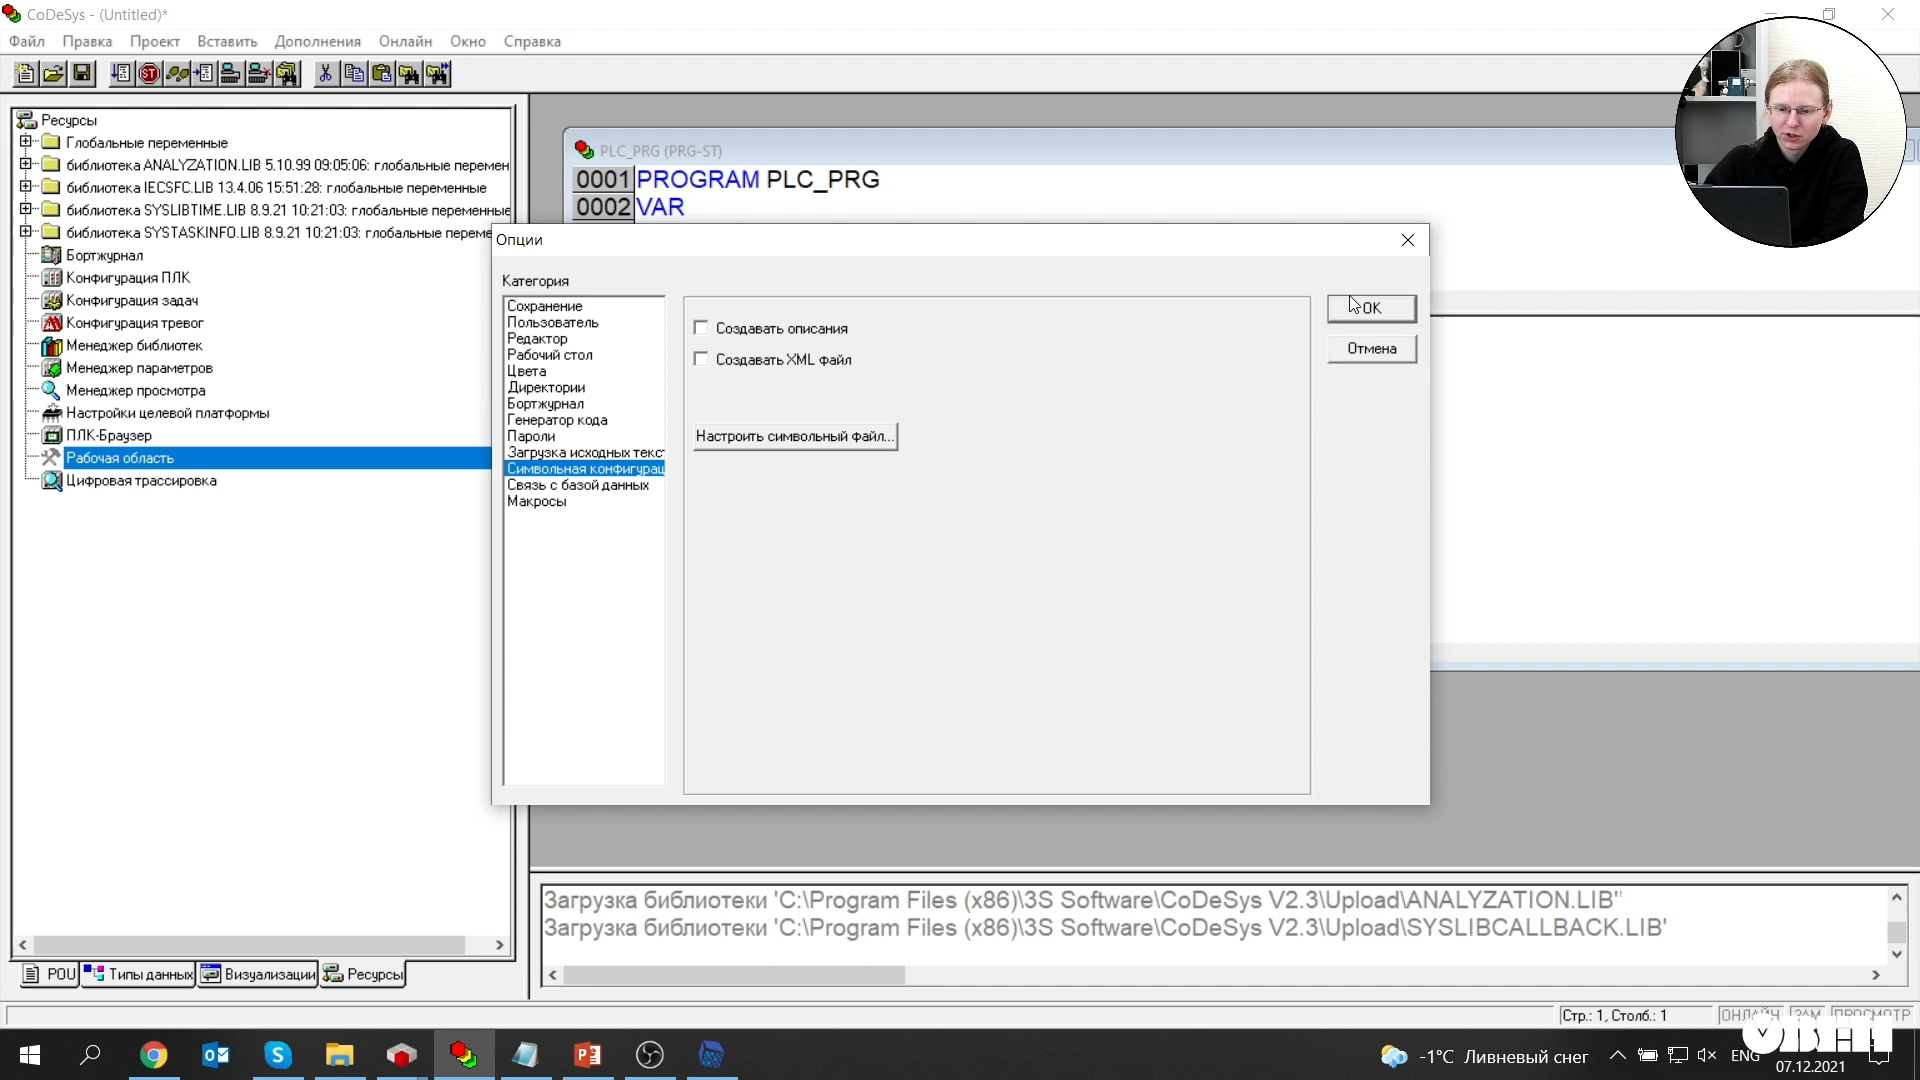 CoDeSys - (Untitled)*
Файл Правка Проект Вставить Дополнения Онлайн Окно Справка
Ресурсы
Глобальные переменные
библиотека ANALYZATION.LIB 5.10.99 09:05:06: глобальные перемен
библиотека IECSFC.LIB 13.4.06 15:51:28: глобальные переменные
библиотека SYSLIBTIME.LIB 8.9.21 10:21:03: глобальные переменные
библиотека SYSTASKINFO.LIB 8.9.21 10:21:03: глобальные переме
Бортжурнал
Конфигурация ПЛК
Конфигурация задач
Конфигурация тревог
Менеджер библиотек
Менеджер параметров
Менеджер просмотра
Настройки целевой платформы
ПЛК-Браузер
Рабочая область
Цифровая трассировка
POU Типы данных Визуализации Ресурсы
PLC_PRG (PRG-ST)
0001 PROGRAM PLC_PRG
0002 VAR
Опции
Категория
Сохранение
Пользователь
Редактор
Рабочий стол
Цвета
Директории
Бортжурнал
Генератор кода
Пароли
Загрузка исходных текст
Символьная конфигурац
Связь с базой данных
Макросы
Создавать описания
Создавать XML файл
Настроить символьный файл...
OK
Отмена
Загрузка библиотеки 'C:\Program Files (x86)\3S Software\CoDeSys V2.3\Upload\ANALYZATION.LIB''
Загрузка библиотеки 'C:\Program Files (x86)\3S Software\CoDeSys V2.3\Upload\SYSLIBCALLBACK.LIB'
Стр.: 1, Столб.: 1 ОНЛАЙН ЗАМ ПРОСМОТР
ОВЕН
-1°C Ливневый снег ENG
07.12.2021